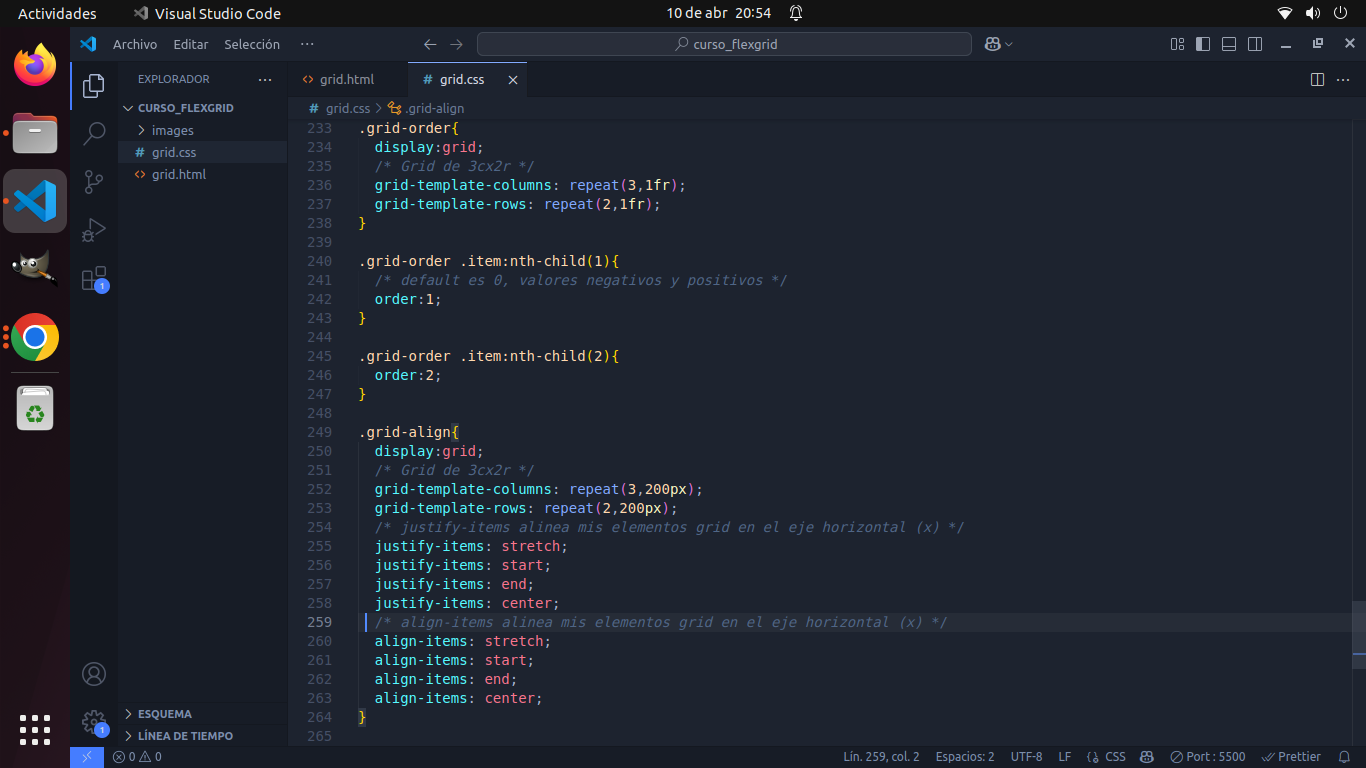 Actividades
Visual Studio Code
10 de abr 20:54
Archivo Editar Selección ···
curso_flexgrid
EXPLORADOR ···
CURSO_FLEXGRID
images
# grid.css
<> grid.html
<> grid.html
# grid.css
# grid.css > .grid-align
233 .grid-order{
234 display:grid;
235 /* Grid de 3cx2r */
236 grid-template-columns: repeat(3,1fr);
237 grid-template-rows: repeat(2,1fr);
238 }
239
240 .grid-order .item:nth-child(1){
241 /* default es 0, valores negativos y positivos */
242 order:1;
243 }
244
245 .grid-order .item:nth-child(2){
246 order:2;
247 }
248
249 .grid-align{
250 display:grid;
251 /* Grid de 3cx2r */
252 grid-template-columns: repeat(3,200px);
253 grid-template-rows: repeat(2,200px);
254 /* justify-items alinea mis elementos grid en el eje horizontal (x) */
255 justify-items: stretch;
256 justify-items: start;
257 justify-items: end;
258 justify-items: center;
259 /* align-items alinea mis elementos grid en el eje horizontal (x) */
260 align-items: stretch;
261 align-items: start;
262 align-items: end;
263 align-items: center;
264 }
265
1
1
ESQUEMA
LÍNEA DE TIEMPO
0 0
Lín. 259, col. 2
Espacios: 2
UTF-8
LF
{} CSS
Port : 5500
Prettier